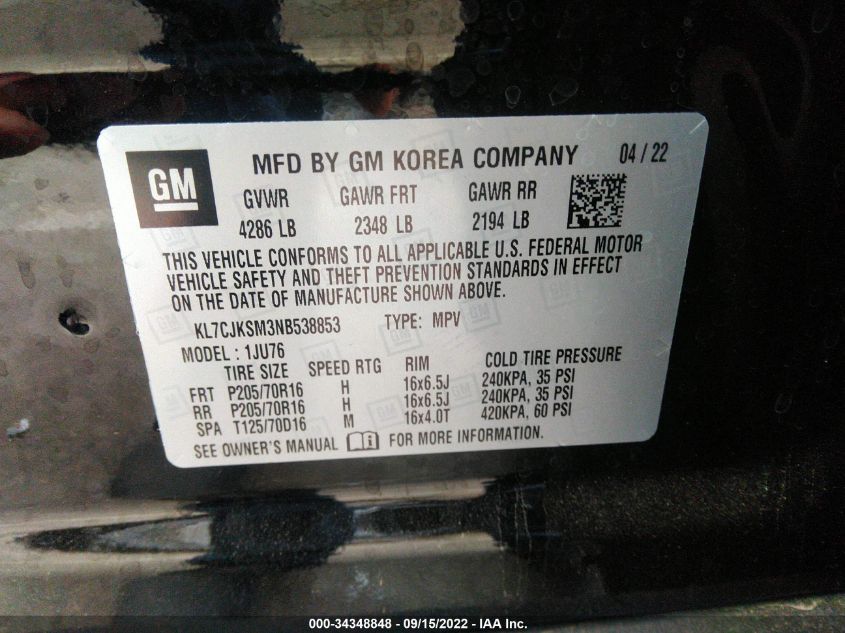 GM
MFD BY GM KOREA COMPANY 04 / 22
GVWR GAWR FRT GAWR RR
4286 LB 2348 LB 2194 LB
THIS VEHICLE CONFORMS TO ALL APPLICABLE U.S. FEDERAL MOTOR
VEHICLE SAFETY AND THEFT PREVENTION STANDARDS IN EFFECT
ON THE DATE OF MANUFACTURE SHOWN ABOVE.
KL7CJKSM3NB538853 TYPE: MPV
MODEL : 1JU76
TIRE SIZE SPEED RTG RIM COLD TIRE PRESSURE
FRT P205/70R16 H 16x6.5J 240KPA, 35 PSI
RR P205/70R16 H 16x6.5J 240KPA, 35 PSI
SPA T125/70D16 M 16x4.0T 420KPA, 60 PSI
SEE OWNER'S MANUAL FOR MORE INFORMATION.
000-34348848 - 09/15/2022 - IAA Inc.